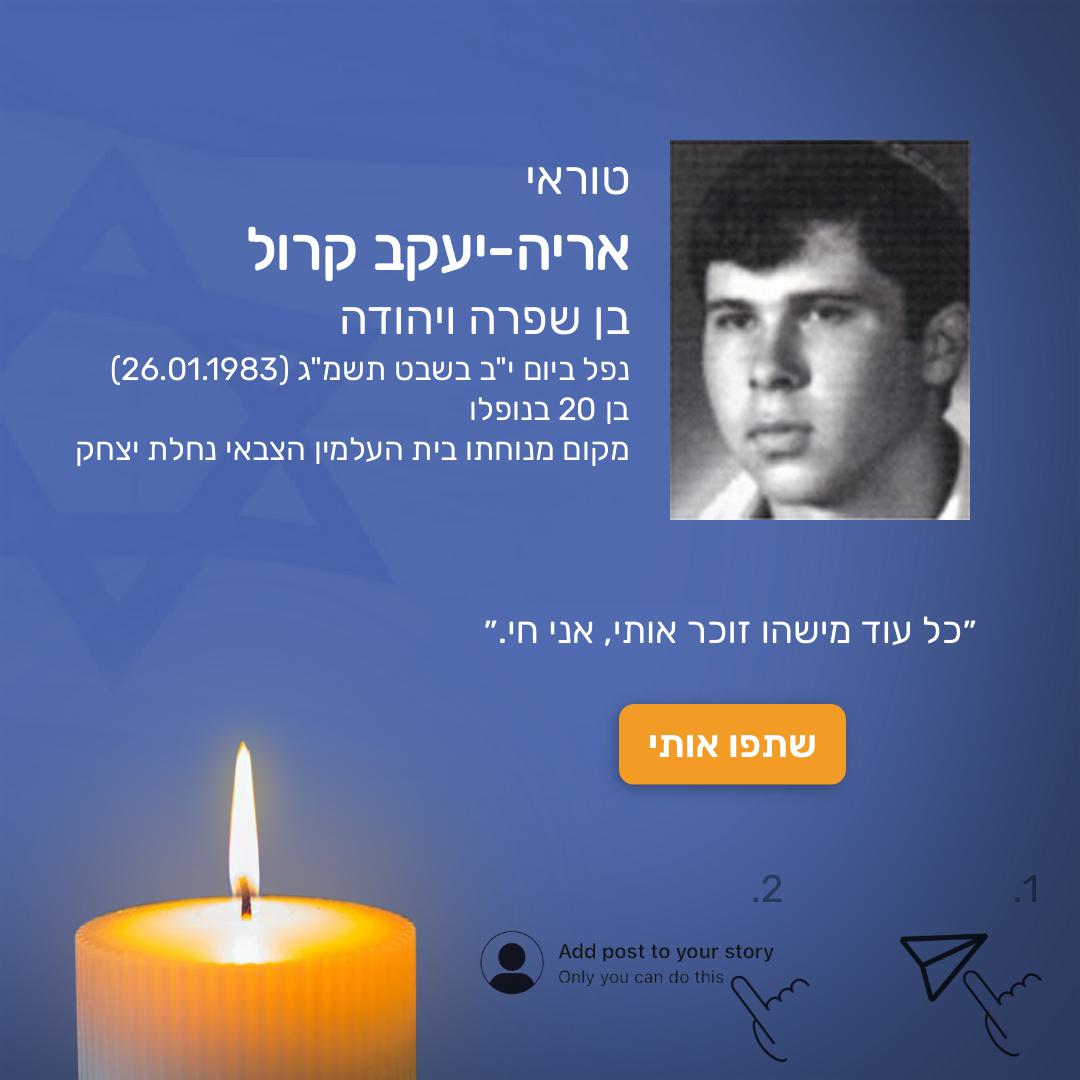 טוראי
אריה-יעקב קרול
בן שפרה ויהודה
נפל ביום י"ב בשבט תשמ"ג (26.01.1983)
בן 20 בנופלו
מקום מנוחתו בית העלמין הצבאי נחלת יצחק
״כל עוד מישהו זוכר אותי, אני חי.״
שתפו אותי
1.
2.
Add post to your story
Only you can do this